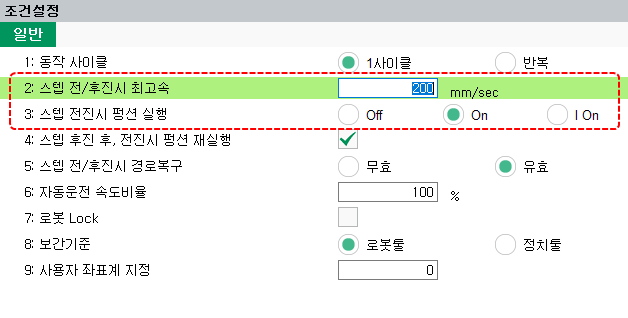 조건설정
일반
1: 동작 사이클 1사이클 반복
2: 스텝 전/후진시 최고속 200 mm/sec
3: 스텝 전진시 펑션 실행 Off On I On
4: 스텝 후진 후, 전진시 펑션 재실행
5: 스텝 전/후진시 경로복구 무효 유효
6: 자동운전 속도비율 100 %
7: 로봇 Lock
8: 보간기준 로봇툴 정치툴
9: 사용자 좌표계 지정 0